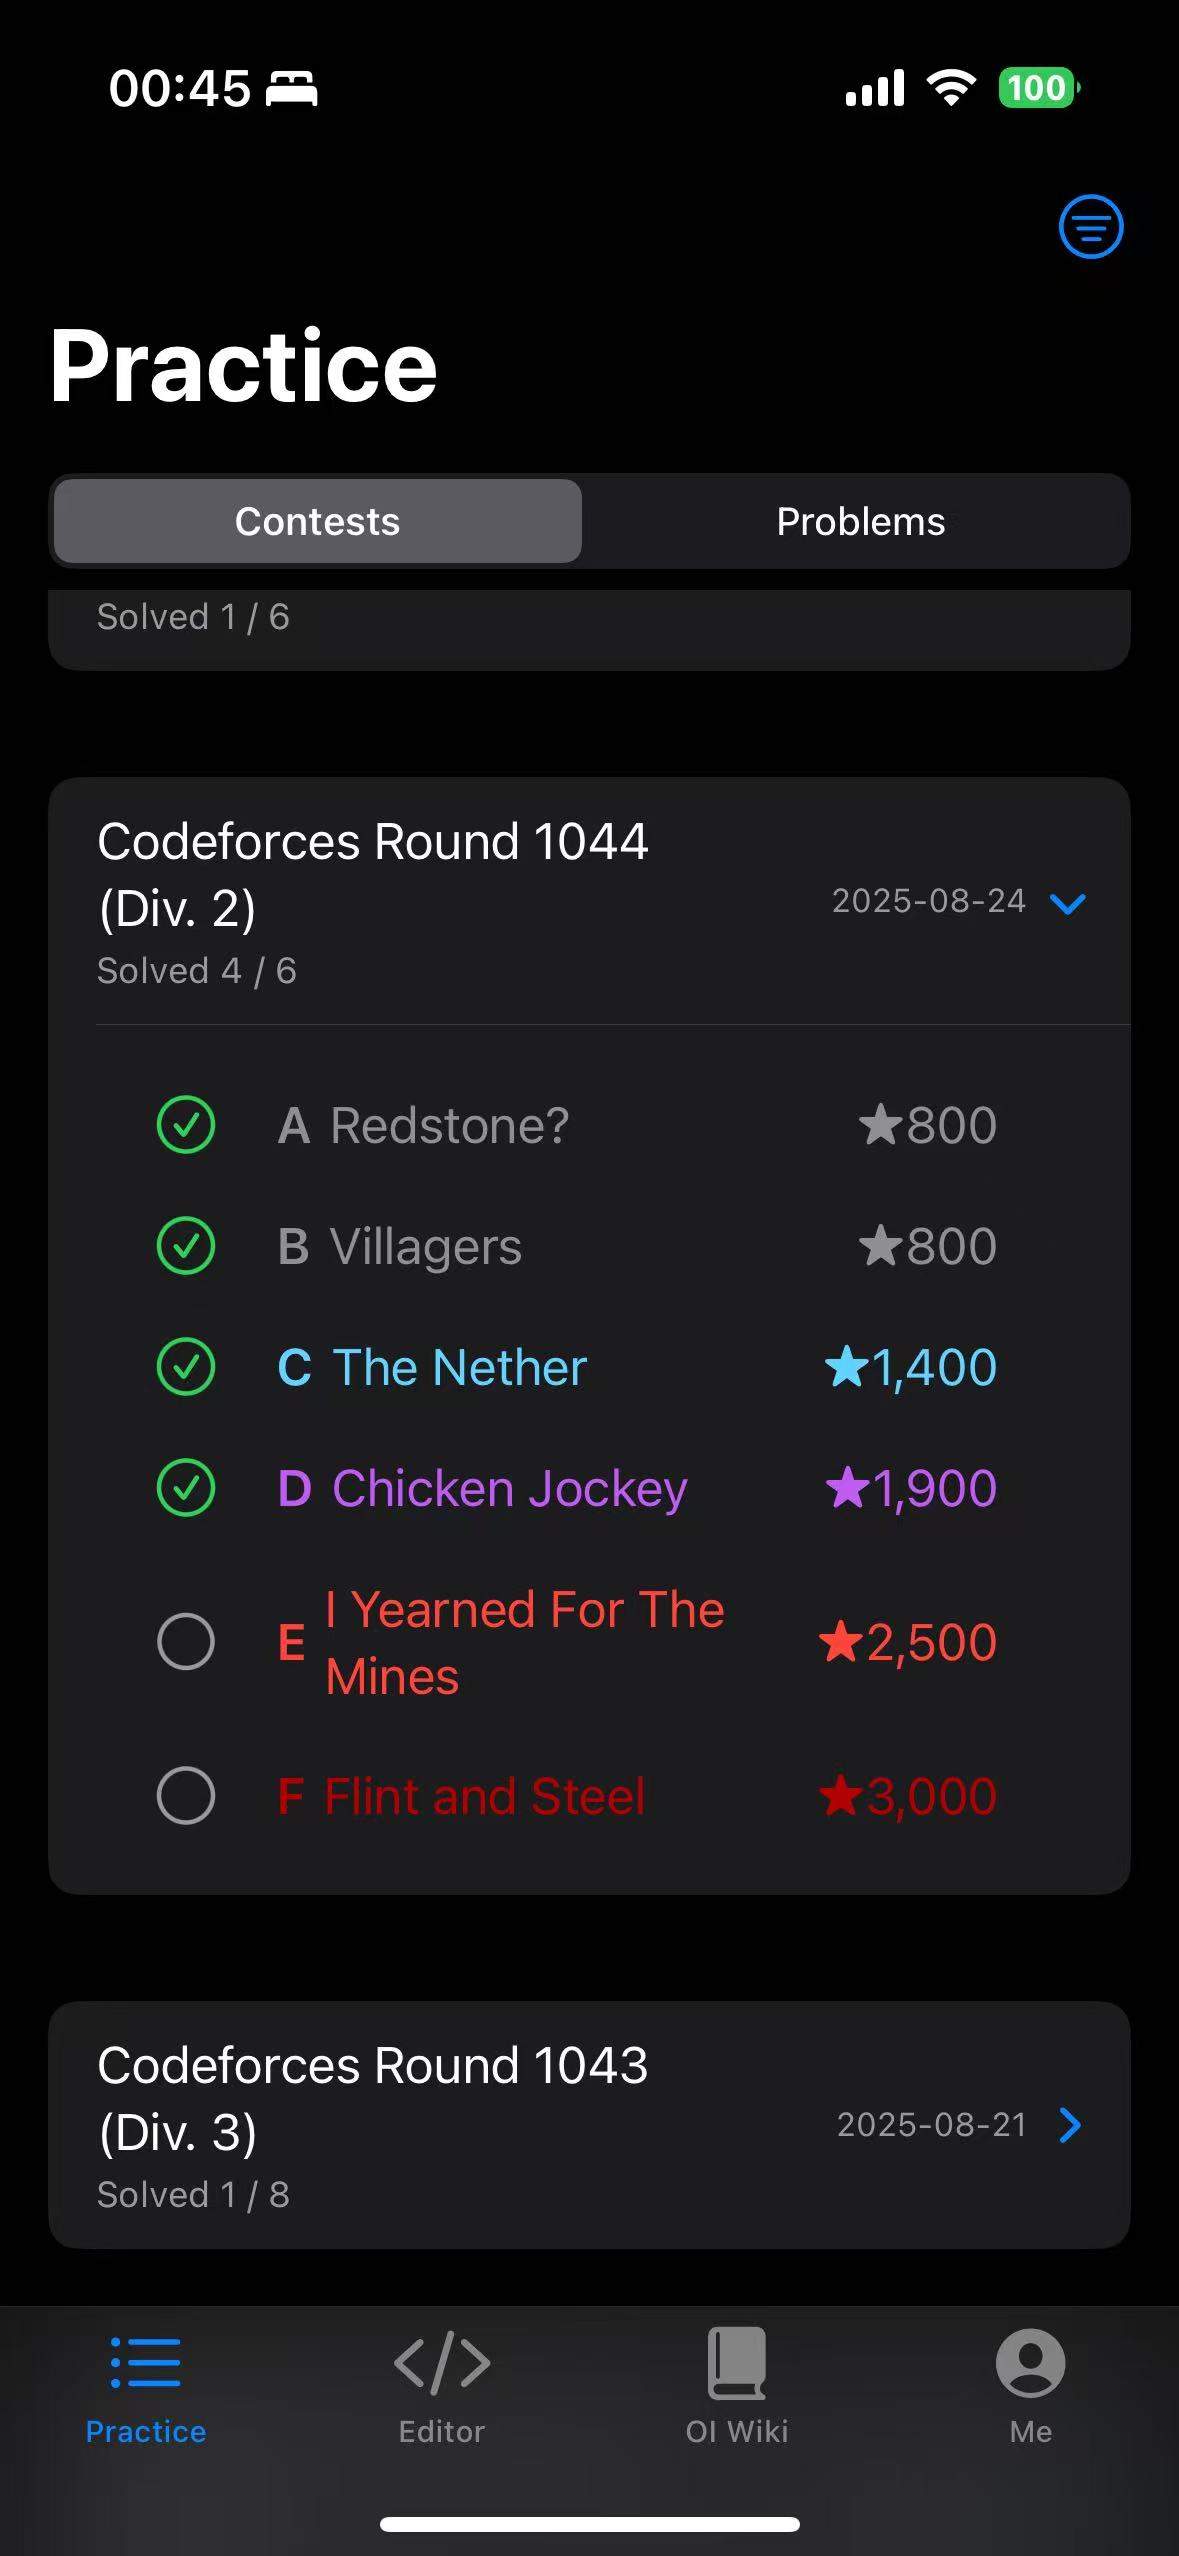 00:45
100
Practice
Contests
Problems
Solved 1 / 6
Codeforces Round 1044
(Div. 2)
2025-08-24
Solved 4 / 6
A Redstone? ★800
B Villagers ★800
C The Nether ★1,400
D Chicken Jockey ★1,900
E I Yearned For The
Mines ★2,500
F Flint and Steel ★3,000
Codeforces Round 1043
(Div. 3)
2025-08-21
Solved 1 / 8
Practice
Editor
OI Wiki
Me